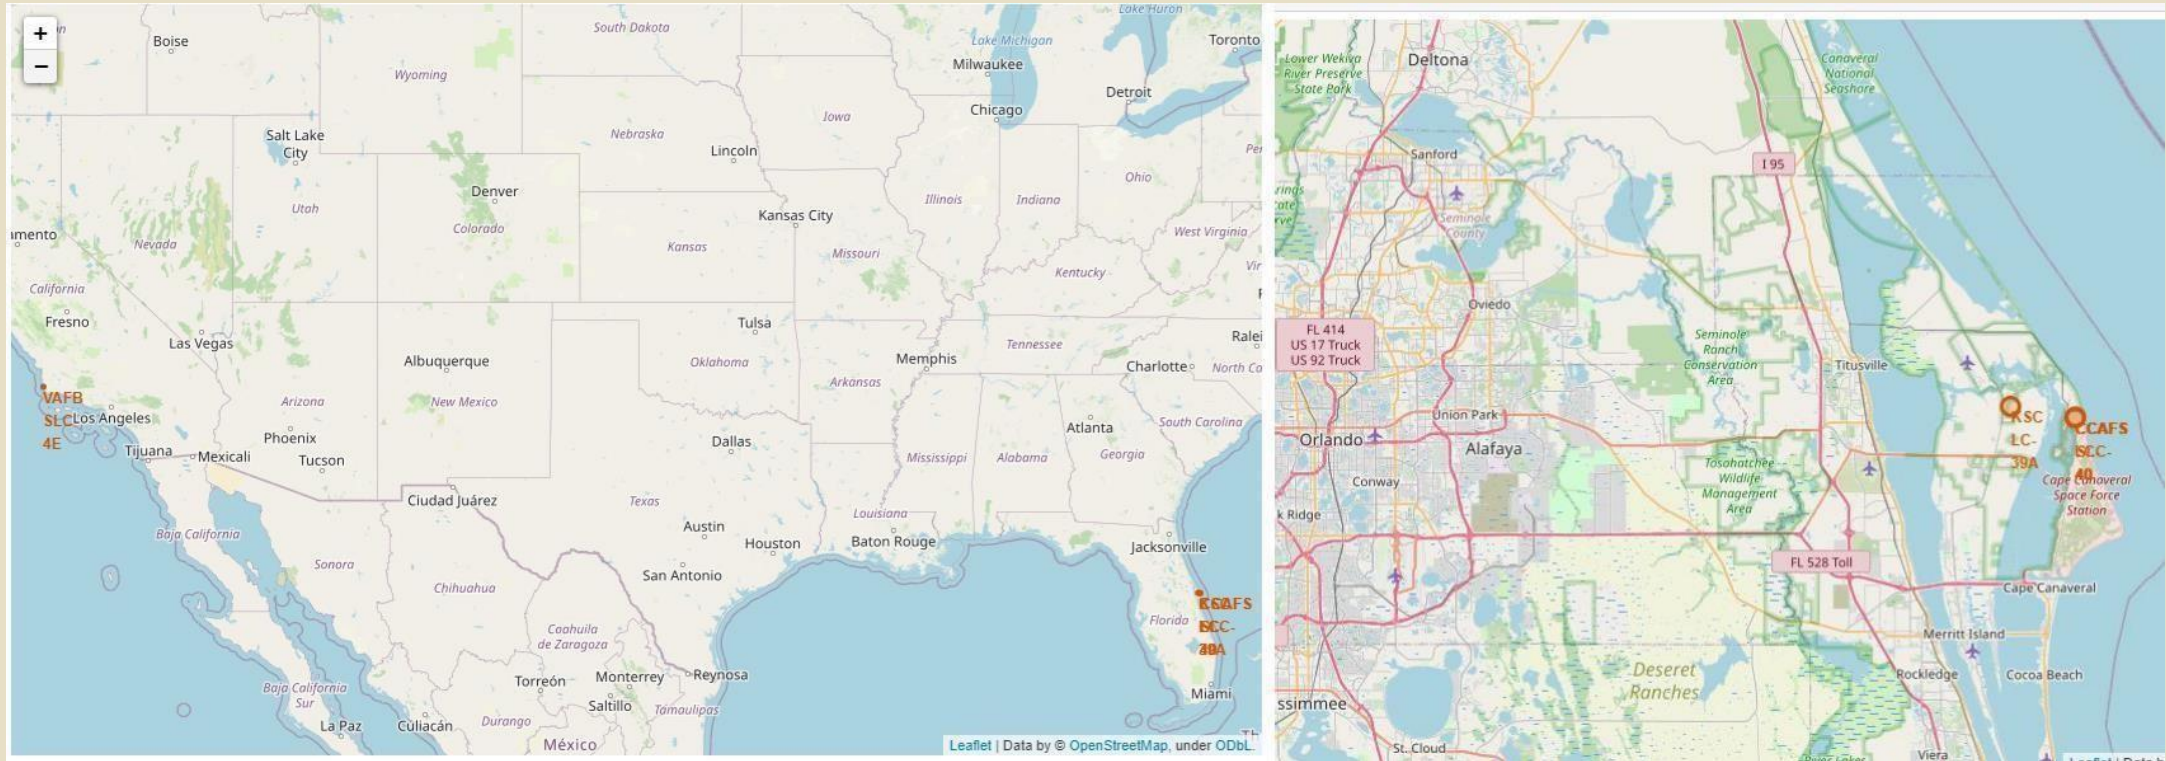 +
−
Boise
South Dakota
Lake Huron
Toronto
Lake Michigan
Milwaukee
Wyoming
Detroit
Chicago
Iowa
Salt Lake
City
Nebraska
Lincoln
Ohio
Denver
Illinois
Indiana
Utah
Kansas City
Colorado
Nevada
Kansas
Missouri
West Virginia
Kentucky
California
Fresno
Las Vegas
Tulsa
Tennessee
Albuquerque
Oklahoma
Memphis
Charlotte
Arkansas
VAFB
SLC-
4E
Los Angeles
Arizona
New Mexico
South Carolina
Atlanta
Phoenix
Dallas
Tijuana
Mexicali
Tucson
Mississippi
Alabama
Georgia
Ciudad Juárez
Texas
Louisiana
Austin
Baja California
Houston
Baton Rouge
Jacksonville
Sonora
San Antonio
Chihuahua
Florida
Coahuila
de Zaragoza
Reynosa
Torreón
Monterrey
Baja California
Sur
Miami
Saltillo
Tamaulipas
La Paz
Culiacán
Durango
México
Leaflet | Data by © OpenStreetMap, under ODbL.
Lower Wekiva
River Preserve
State Park
Deltona
Canaveral
National
Seashore
Sanford
I 95
Seminole
County
Oviedo
FL 414
US 17 Truck
US 92 Truck
Seminole
Ranch
Conservation
Area
Titusville
Union Park
KSC
LC-
39A
CCAFS
Orlando
Alafaya
Tosohatchee
Wildlife
Management
Area
Conway
40
Cape Canaveral
Space Force
Station
FL 528 Toll
Cape Canaveral
Merritt Island
Deseret
Ranches
Rockledge
Cocoa Beach
St. Cloud
Viera